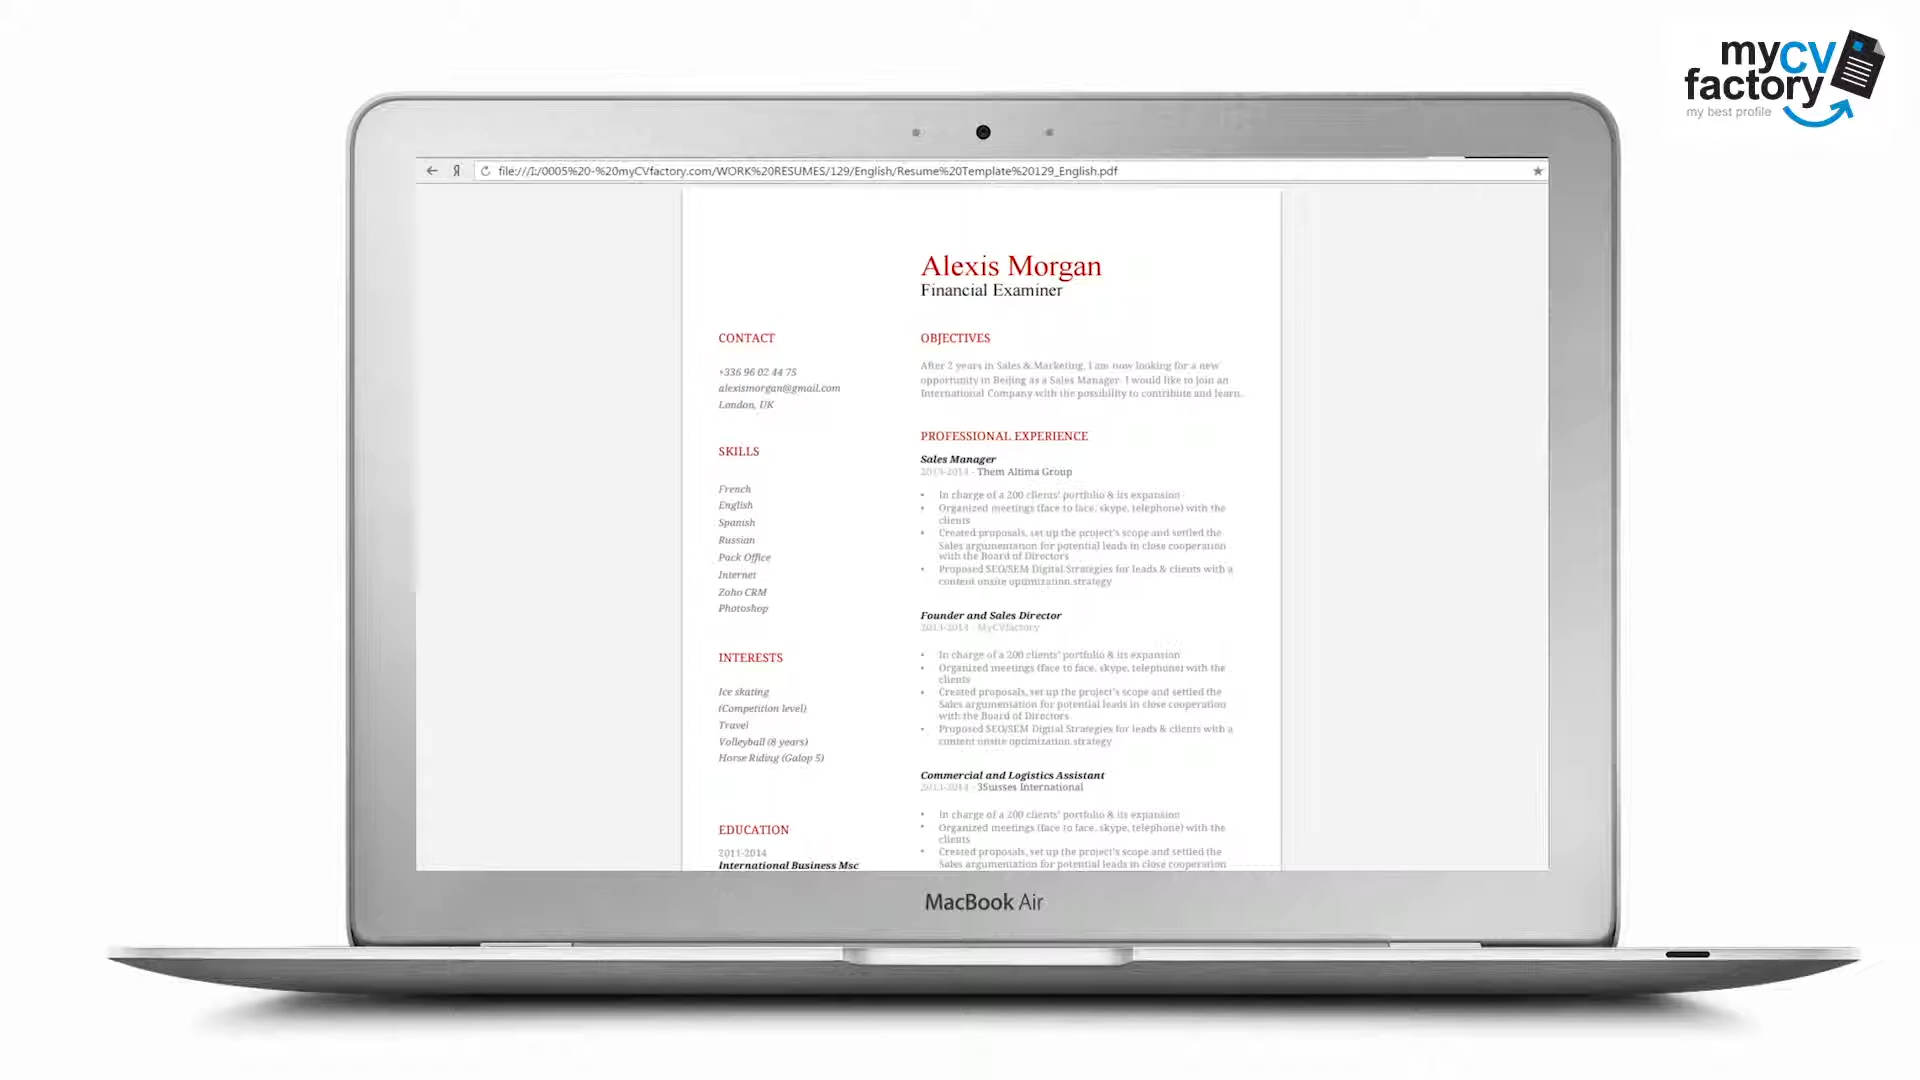 my CV
factory
my best profile
file:///I:/0005%20-%20myCVfactory.com/WORK%20RESUMES/129/English/Resume%20Template%20129_English.pdf
Alexis Morgan
Financial Examiner
CONTACT
+336 96 02 44 75
alexismorgan@gmail.com
London, UK
SKILLS
French
English
Spanish
Russian
Pack Office
Internet
Zoho CRM
Photoshop
INTERESTS
Ice skating
(Competition level)
Travel
Volleyball (8 years)
Horse Riding (Galop 5)
EDUCATION
2011-2014
International Business Msc
OBJECTIVES
After 2 years in Sales & Marketing, I am now looking for a new
opportunity in Beijing as a Sales Manager. I would like to join an
International Company with the possibility to contribute and learn.
PROFESSIONAL EXPERIENCE
Sales Manager
2013-2014 - Them Altima Group
• In charge of a 200 clients' portfolio & its expansion
• Organized meetings (face to face, skype, telephone) with the
clients
• Created proposals, set up the project's scope and settled the
Sales argumentation for potential leads in close cooperation
with the Board of Directors
• Proposed SEO/SEM Digital Strategies for leads & clients with a
content onsite optimization strategy
Founder and Sales Director
2013-2014 - MyCVfactory
• In charge of a 200 clients' portfolio & its expansion
• Organized meetings (face to face, skype, telephone) with the
clients
• Created proposals, set up the project's scope and settled the
Sales argumentation for potential leads in close cooperation
with the Board of Directors
• Proposed SEO/SEM Digital Strategies for leads & clients with a
content onsite optimization strategy
Commercial and Logistics Assistant
2013-2014 - 3Suisses International
• In charge of a 200 clients' portfolio & its expansion
• Organized meetings (face to face, skype, telephone) with the
clients
• Created proposals, set up the project's scope and settled the
Sales argumentation for potential leads in close cooperation
MacBook Air